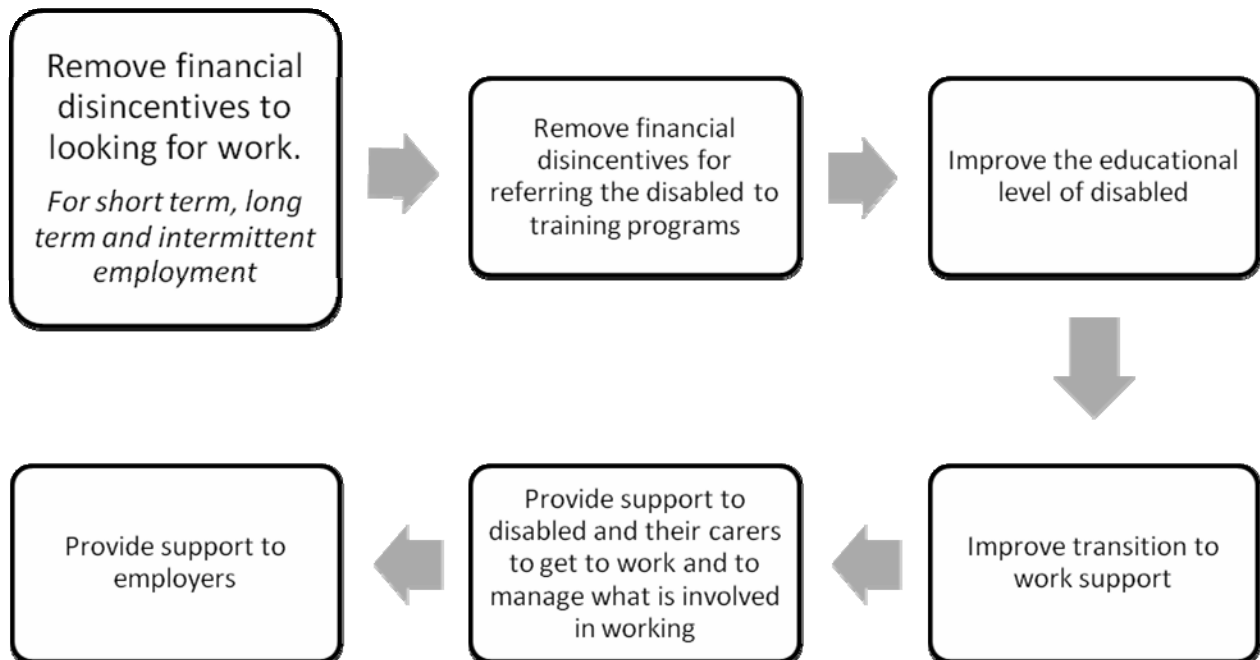 Remove financial
disincentives to
looking for work.
For short term, long
term and intermittent
employment
Remove financial
disincentives for
referring the disabled to
training programs
Improve the educational
level of disabled
Improve transition to
work support
Provide support to
disabled and their carers
to get to work and to
manage what is involved
in working
Provide support to
employers